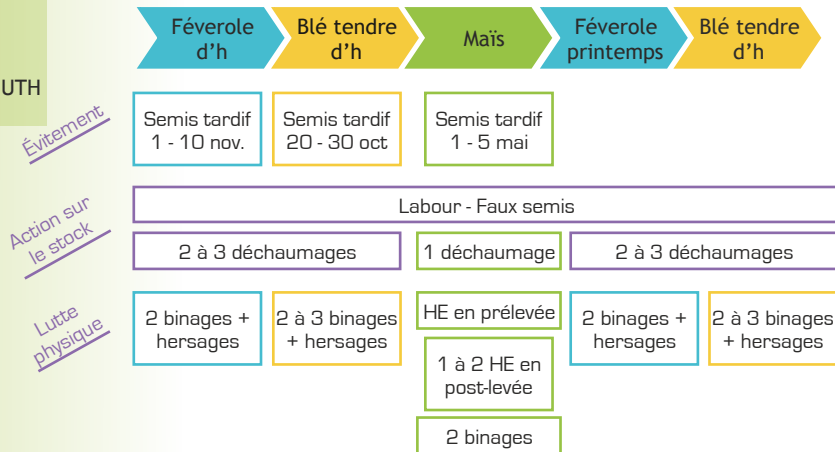 Féverole
d'h
Blé tendre
d'h
Maïs
Féverole
printemps
Blé tendre
d'h
UTH
Évitement
Semis tardif
1 - 10 nov.
Semis tardif
20 - 30 oct
Semis tardif
1 - 5 mai
Action sur
le stock
Labour - Faux semis
2 à 3 déchaumages
1 déchaumage
2 à 3 déchaumages
Lutte
physique
2 binages +
hersages
2 à 3 binages
+ hersages
HE en prélevée
1 à 2 HE en
post-levée
2 binages
2 binages +
hersages
2 à 3 binages
+ hersages